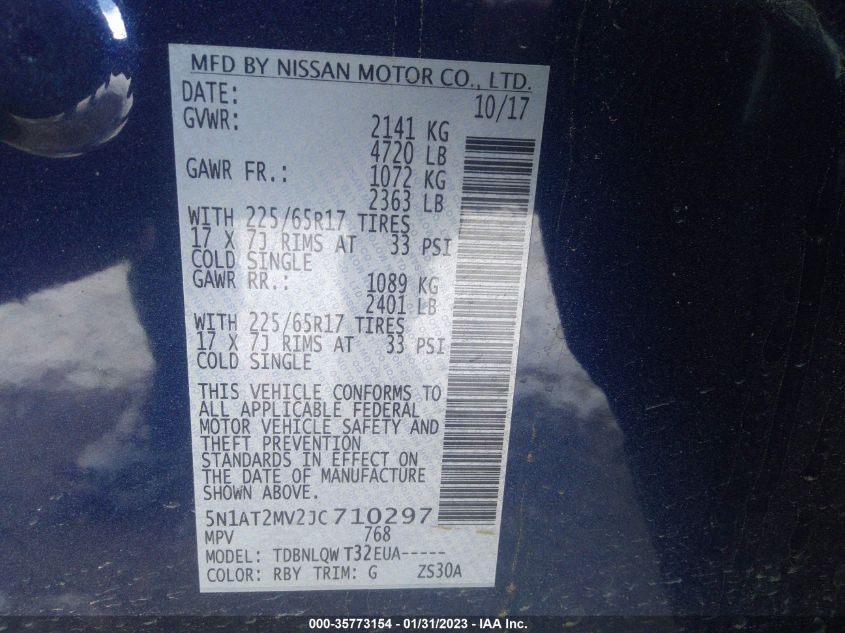 MFD BY NISSAN MOTOR CO., LTD.
DATE: 10/17
GVWR: 2141 KG
4720 LB
GAWR FR.: 1072 KG
2363 LB
WITH 225/65R17 TIRES
17 X 7J RIMS AT 33 PSI
COLD SINGLE
GAWR RR.: 1089 KG
2401 LB
WITH 225/65R17 TIRES
17 X 7J RIMS AT 33 PSI
COLD SINGLE
THIS VEHICLE CONFORMS TO
ALL APPLICABLE FEDERAL
MOTOR VEHICLE SAFETY AND
THEFT PREVENTION
STANDARDS IN EFFECT ON
THE DATE OF MANUFACTURE
SHOWN ABOVE.
5N1AT2MV2JC710297
MPV 768
MODEL: TDBNLQW T32EUA-----
COLOR: RBY TRIM: G ZS30A
000-35773154 - 01/31/2023 - IAA Inc.